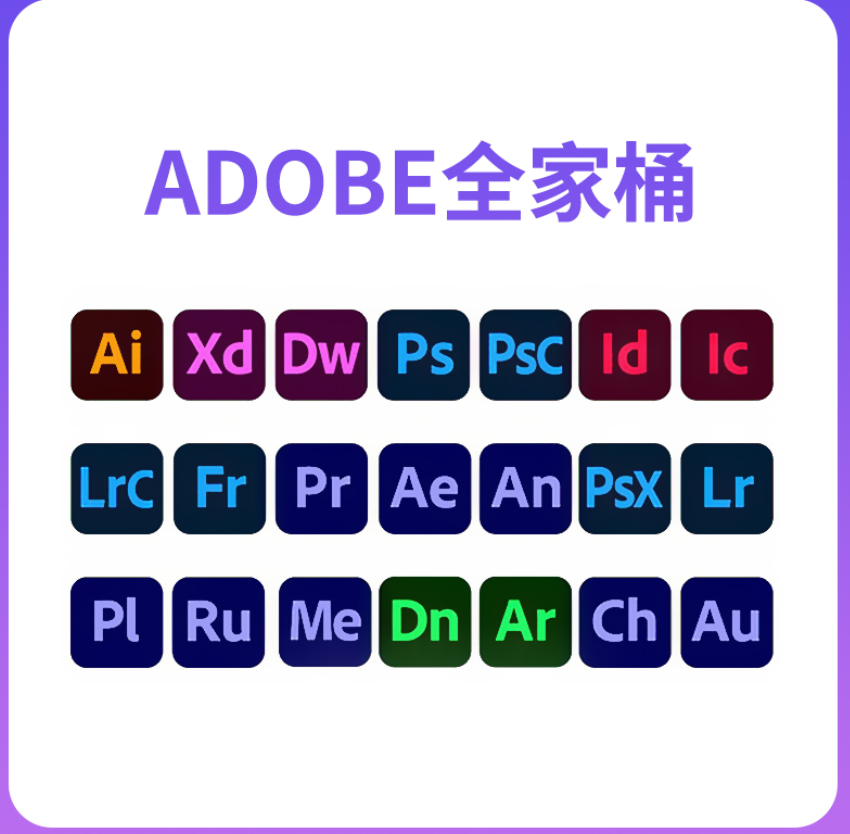 ADOBE全家桶
Ai Xd Dw Ps PsC Id Ic
LrC Fr Pr Ae An PsX Lr
Pl Ru Me Dn Ar Ch Au